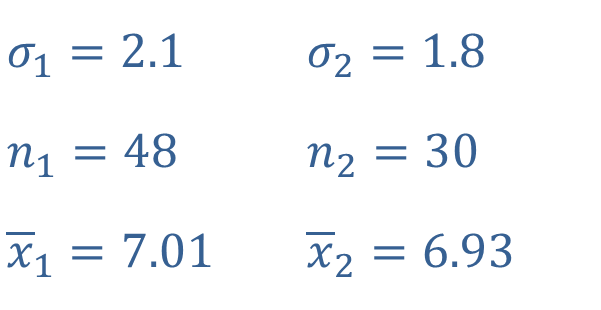 σ₁ = 2.1 σ₂ = 1.8
n₁ = 48 n₂ = 30
x̅₁ = 7.01 x̅₂ = 6.93